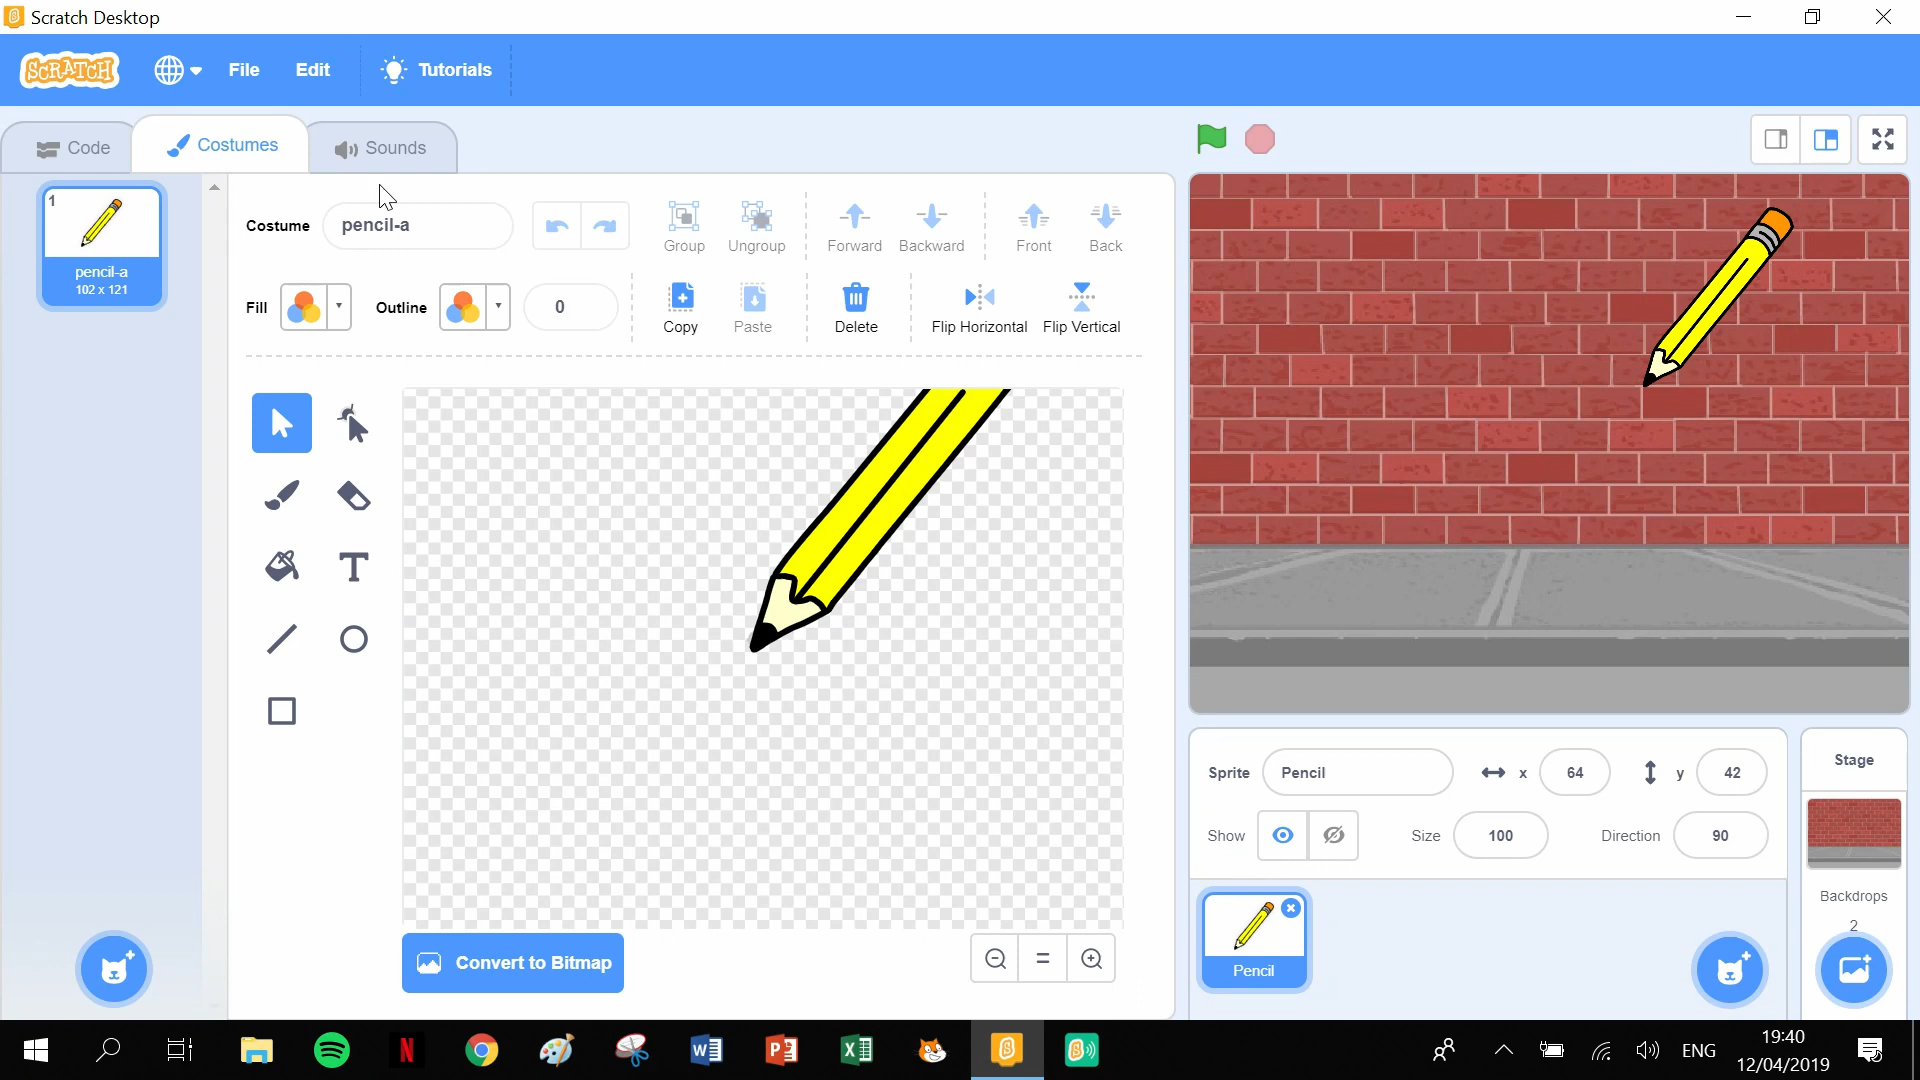 Scratch Desktop
SCRATCH File Edit Tutorials
Code Costumes Sounds
1
pencil-a
102 x 121
Costume pencil-a
Group Ungroup Forward Backward Front Back
Fill Outline 0 Copy Paste Delete Flip Horizontal Flip Vertical
Convert to Bitmap
Sprite Pencil x 64 y 42
Show Size 100 Direction 90
Pencil
Stage
Backdrops
2
ENG
19:40
12/04/2019